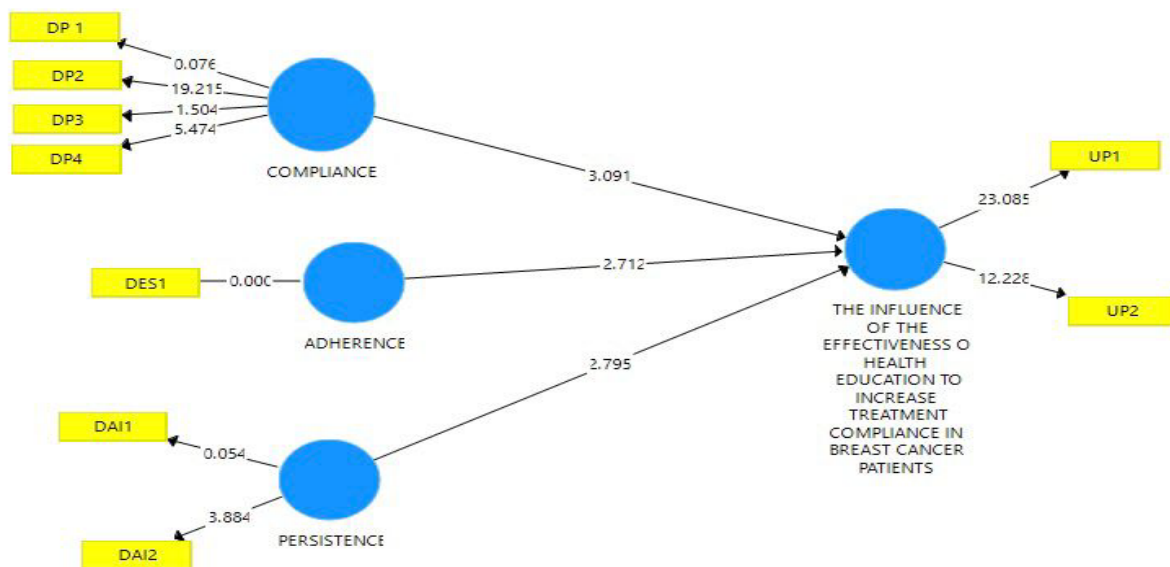 DP 1
DP2
DP3
DP4
0.076
19.215
1.504
5.474
COMPLIANCE
3.091
DES1
0.000
ADHERENCE
2.712
DAI1
DAI2
0.054
3.884
PERSISTENCE
2.795
UP1
23.085
12.228
UP2
THE INFLUENCE
OF THE
EFFECTIVENESS O
HEALTH
EDUCATION TO
INCREASE
TREATMENT
COMPLIANCE IN
BREAST CANCER
PATIENTS